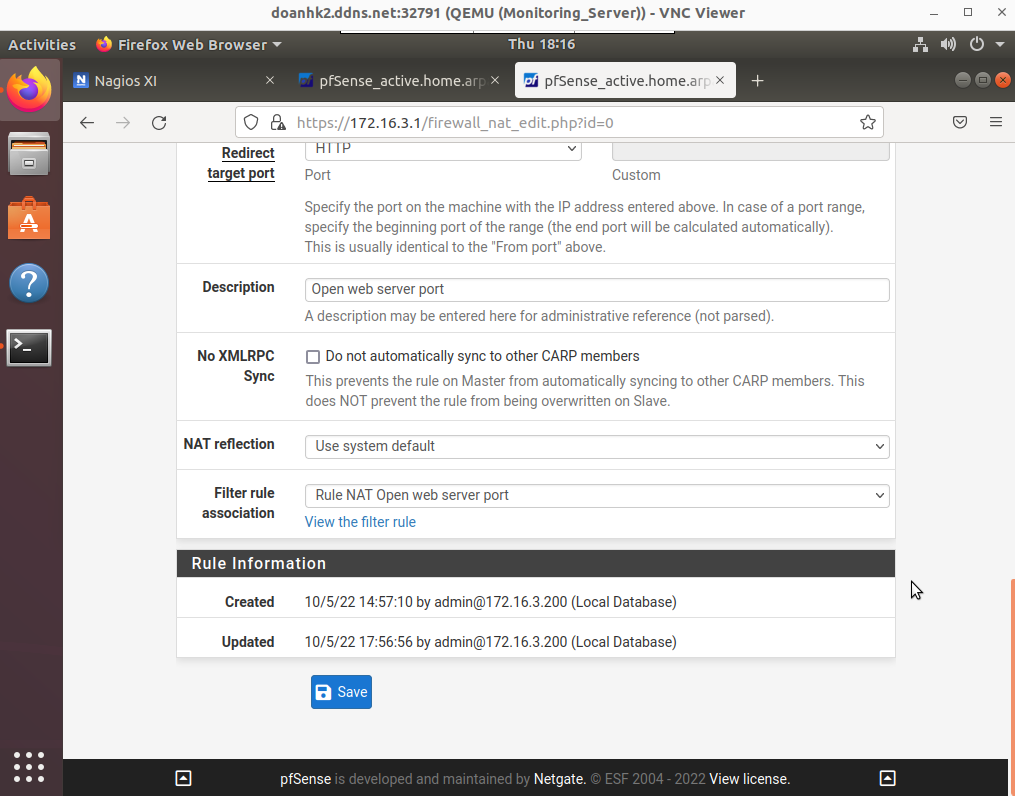 doanhk2.ddns.net:32791 (QEMU (Monitoring_Server)) - VNC Viewer
Activities Firefox Web Browser Thu 18:16
Nagios XI pfSense_active.home.arp pfSense_active.home.arp
https://172.16.3.1/firewall_nat_edit.php?id=0
Redirect target port
HTTP
Port Custom
Specify the port on the machine with the IP address entered above. In case of a port range,
specify the beginning port of the range (the end port will be calculated automatically).
This is usually identical to the "From port" above.
Description Open web server port
A description may be entered here for administrative reference (not parsed).
No XMLRPC Sync
Do not automatically sync to other CARP members
This prevents the rule on Master from automatically syncing to other CARP members. This
does NOT prevent the rule from being overwritten on Slave.
NAT reflection Use system default
Filter rule association
Rule NAT Open web server port
View the filter rule
Rule Information
Created 10/5/22 14:57:10 by admin@172.16.3.200 (Local Database)
Updated 10/5/22 17:56:56 by admin@172.16.3.200 (Local Database)
Save
pfSense is developed and maintained by Netgate. © ESF 2004 - 2022 View license.